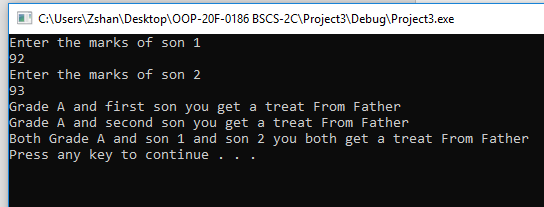 C:\Users\Zshan\Desktop\OOP-20F-0186 BSCS-2C\Project3\Debug\Project3.exe
Enter the marks of son 1
92
Enter the marks of son 2
93
Grade A and first son you get a treat From Father
Grade A and second son you get a treat From Father
Both Grade A and son 1 and son 2 you both get a treat From Father
Press any key to continue . . .